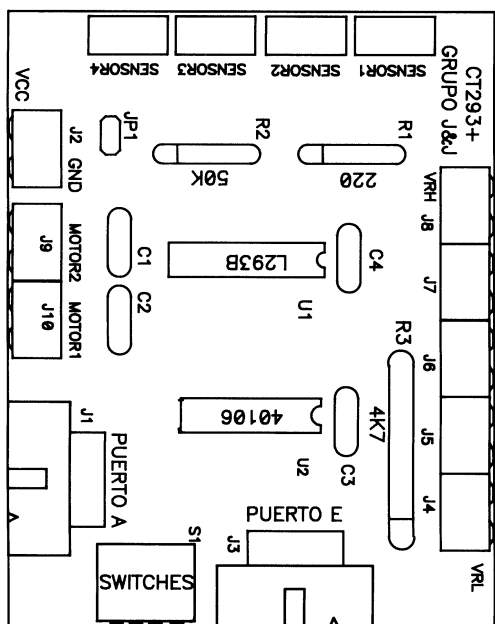 SENSOR4
SENSOR3
SENSOR2
SENSOR1
CT293+
GRUPO J&J
VCC
J2
GND
JP1
R2
50K
R1
220
VRH
J8
J9
MOTOR2
C1
L293B
C4
U1
J7
J10
MOTOR1
C2
R3
J6
J1
PUERTO A
40106
U2
C3
4K7
J5
J4
PUERTO E
S1
J3
SWITCHES
VRL